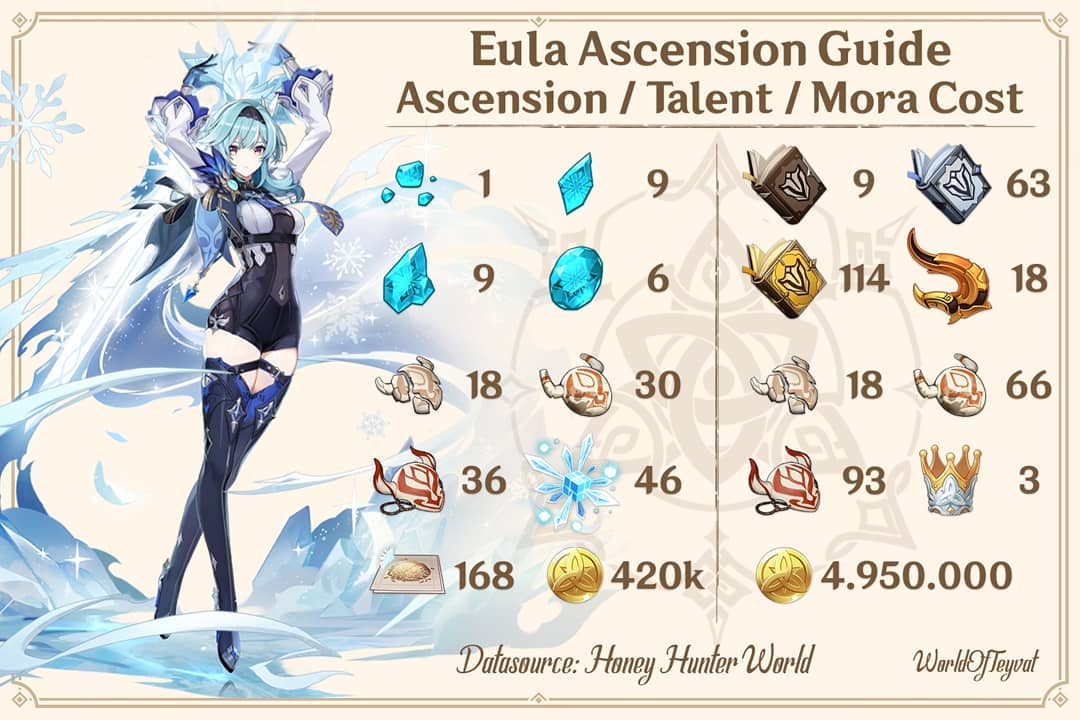 Eula Ascension Guide
Ascension / Talent / Mora Cost
1 9 9 63
9 6 114 18
18 30 18 66
36 46 93 3
168 420k 4.950.000
Datasource: Honey Hunter World
WorldOfTeyvat